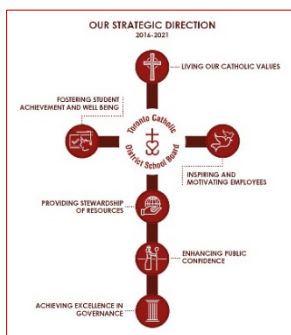 OUR STRATEGIC DIRECTION
2016-2021
LIVING OUR CATHOLIC VALUES
FOSTERING STUDENT
ACHIEVEMENT AND WELL BEING
Toronto Catholic
District School Board
INSPIRING AND
MOTIVATING EMPLOYEES
PROVIDING STEWARDSHIP
OF RESOURCES
ENHANCING PUBLIC
CONFIDENCE
ACHIEVING EXCELLENCE IN
GOVERNANCE